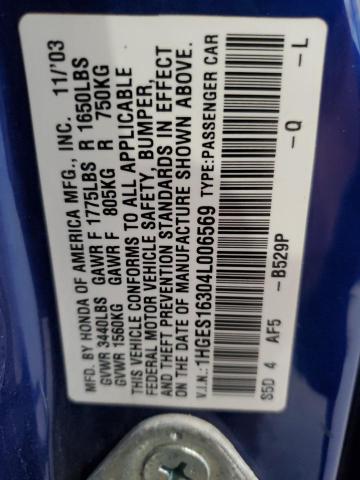 MFD. BY HONDA OF AMERICA MFG., INC. 11/'03
GVWR 3440LBS GAWR F 1775LBS R 1650LBS
GVWR 1560KG GAWR F 805KG R 750KG
THIS VEHICLE CONFORMS TO ALL APPLICABLE
FEDERAL MOTOR VEHICLE SAFETY, BUMPER,
AND THEFT PREVENTION STANDARDS IN EFFECT
ON THE DATE OF MANUFACTURE SHOWN ABOVE.
V.I.N.: 1HGES16304L006569 TYPE: PASSENGER CAR
S5D 4 AF5 -B529P -Q -L